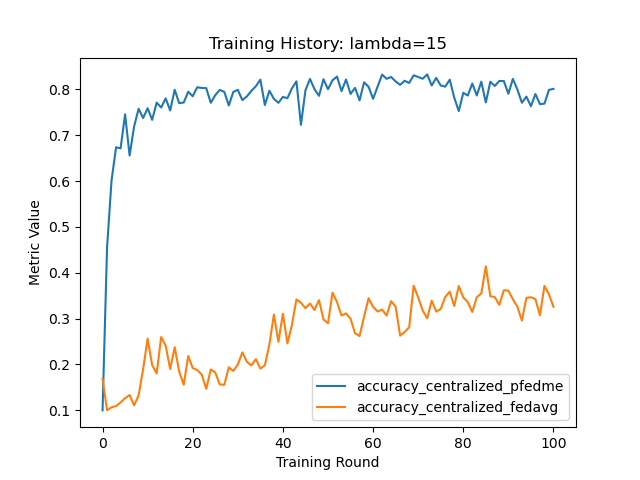 Training History: lambda=15
Metric Value
0.8
0.7
0.6
0.5
0.4
0.3
0.2
0.1
accuracy_centralized_pfedme
accuracy_centralized_fedavg
0 20 40 60 80 100
Training Round